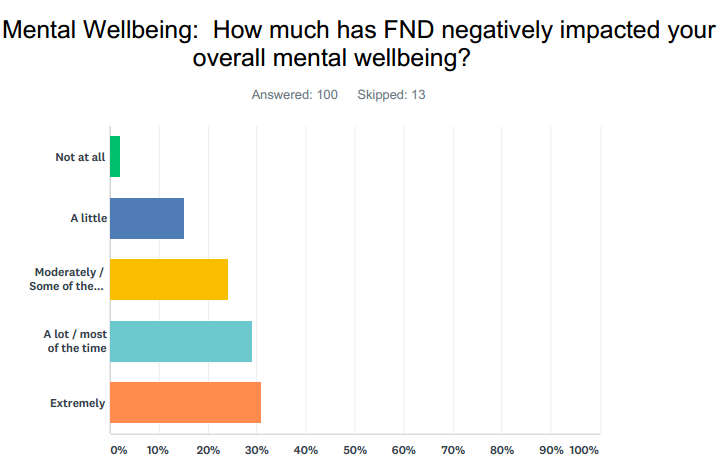 Mental Wellbeing: How much has FND negatively impacted your
overall mental wellbeing?
Answered: 100 Skipped: 13
Not at all
A little
Moderately /
Some of the...
A lot / most
of the time
Extremely
0% 10% 20% 30% 40% 50% 60% 70% 80% 90% 100%